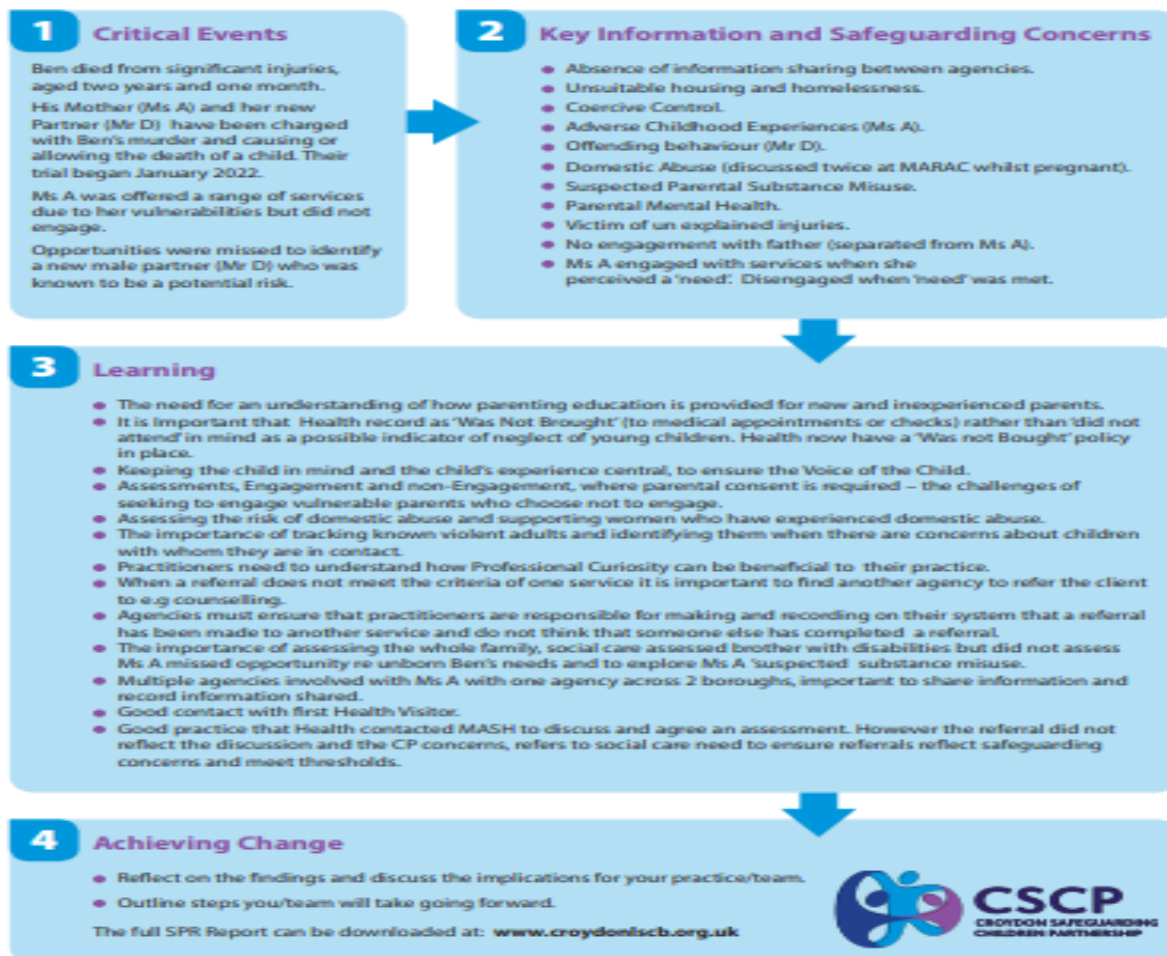 1 Critical Events
Ben died from significant injuries,
aged two years and one month.
His Mother (Ms A) and her new
Partner (Mr D) have been charged
with Ben's murder and causing or
allowing the death of a child. Their
trial began January 2022.
Ms A was offered a range of services
due to her vulnerabilities but did not
engage.
Opportunities were missed to identify
a new male partner (Mr D) who was
known to be a potential risk.
2 Key Information and Safeguarding Concerns
• Absence of information sharing between agencies.
• Unsuitable housing and homelessness.
• Coercive Control.
• Adverse Childhood Experiences (Ms A).
• Offending behaviour (Mr D).
• Domestic Abuse (discussed twice at MARAC whilst pregnant).
• Suspected Parental Substance Misuse.
• Parental Mental Health.
• Victim of un explained injuries.
• No engagement with father (separated from Ms A).
• Ms A engaged with services when she
perceived a 'need'. Disengaged when 'need' was met.
3 Learning
• The need for an understanding of how parenting education is provided for new and inexperienced parents.
• It is Important that Health record as 'Was Not Brought' (to medical appointments or checks) rather than 'did not
attend' in mind as a possible indicator of neglect of young children. Health now have a 'Was not Bought' policy
in place.
• Keeping the child in mind and the child's experience central, to ensure the Voice of the Child.
• Assessments, Engagement and non-Engagement, where parental consent is required – the challenges of
seeking to engage vulnerable parents who choose not to engage.
• Assessing the risk of domestic abuse and supporting women who have experienced domestic abuse.
• The importance of tracking known violent adults and identifying them when there are concerns about children
with whom they are in contact.
• Practitioners need to understand how Professional Curiosity can be beneficial to their practice.
• When a referral does not meet the criteria of one service it is important to find another agency to refer the client
to e.g counselling.
• Agencies must ensure that practitioners are responsible for making and recording on their system that a referral
has been made to another service and do not think that someone else has completed a referral.
• The importance of assessing the whole family, social care assessed brother with disabilities but did not assess
Ms A missed opportunity re unborn Ben's needs and to explore Ms A 'suspected substance misuse.
• Multiple agencies involved with Ms A with one agency across 2 boroughs, important to share information and
record information shared.
• Good contact with first Health Visitor.
• Good practice that Health contacted MASH to discuss and agree an assessment. However the referral did not
reflect the discussion and the CP concerns, refers to social care need to ensure referrals reflect safeguarding
concerns and meet thresholds.
4 Achieving Change
• Reflect on the findings and discuss the implications for your practice/team.
• Outline steps you/team will take going forward.
The full SPR Report can be downloaded at: www.croydonlscb.org.uk
CSCP
CROYDON SAFEGUARDING
CHILDREN PARTNERSHIP